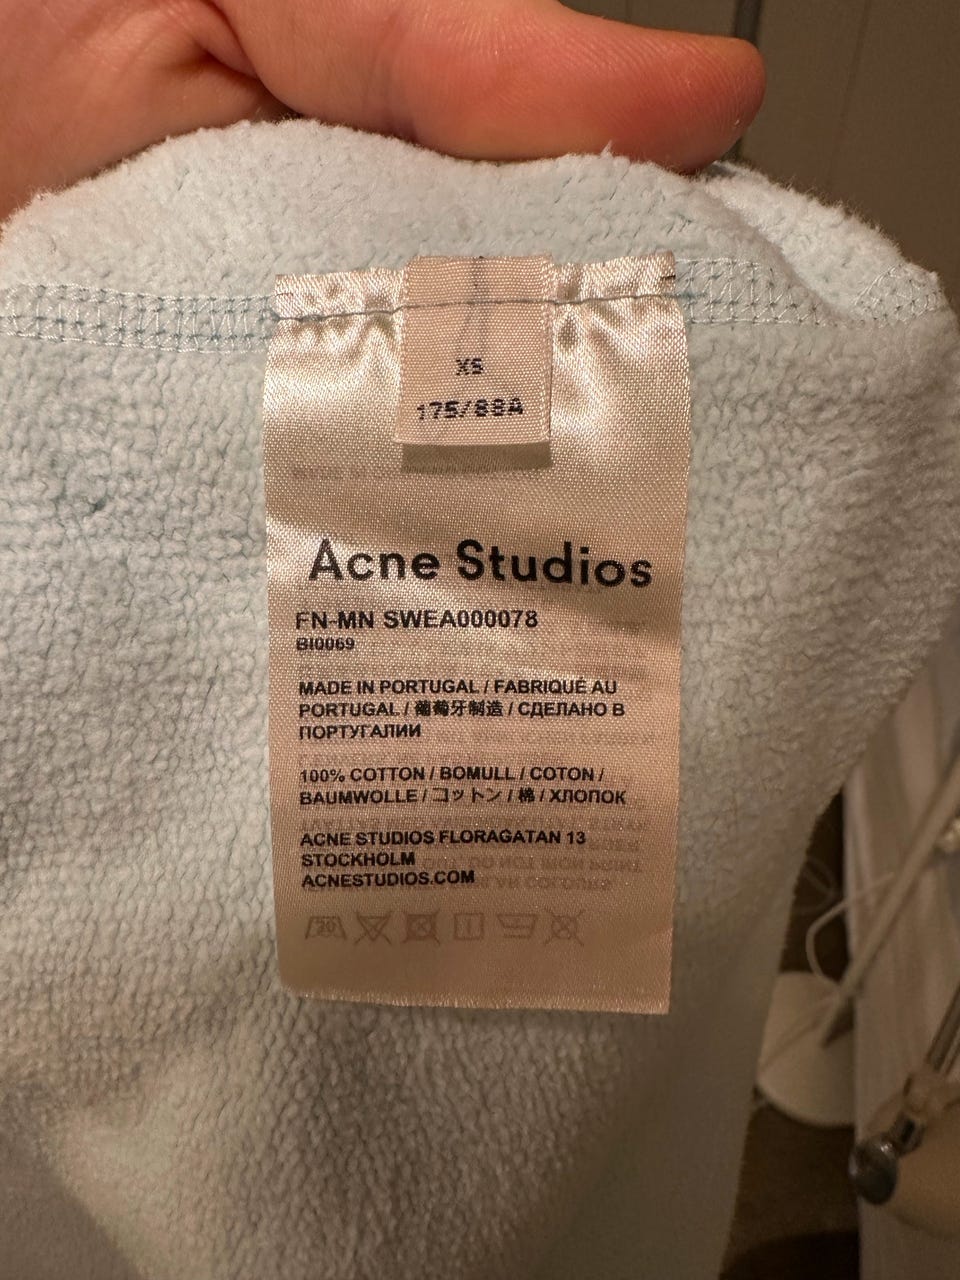 XS
175/88A
Acne Studios
FN-MN SWEA000078
BI0069
MADE IN PORTUGAL / FABRIQUÉ AU
PORTUGAL / 葡萄牙制造 / СДЕЛАНО В
ПОРТУГАЛИИ
100% COTTON / BOMULL / COTON /
BAUMWOLLE / コットン / 棉 / ХЛОПОК
ACNE STUDIOS FLORAGATAN 13
STOCKHOLM
ACNESTUDIOS.COM